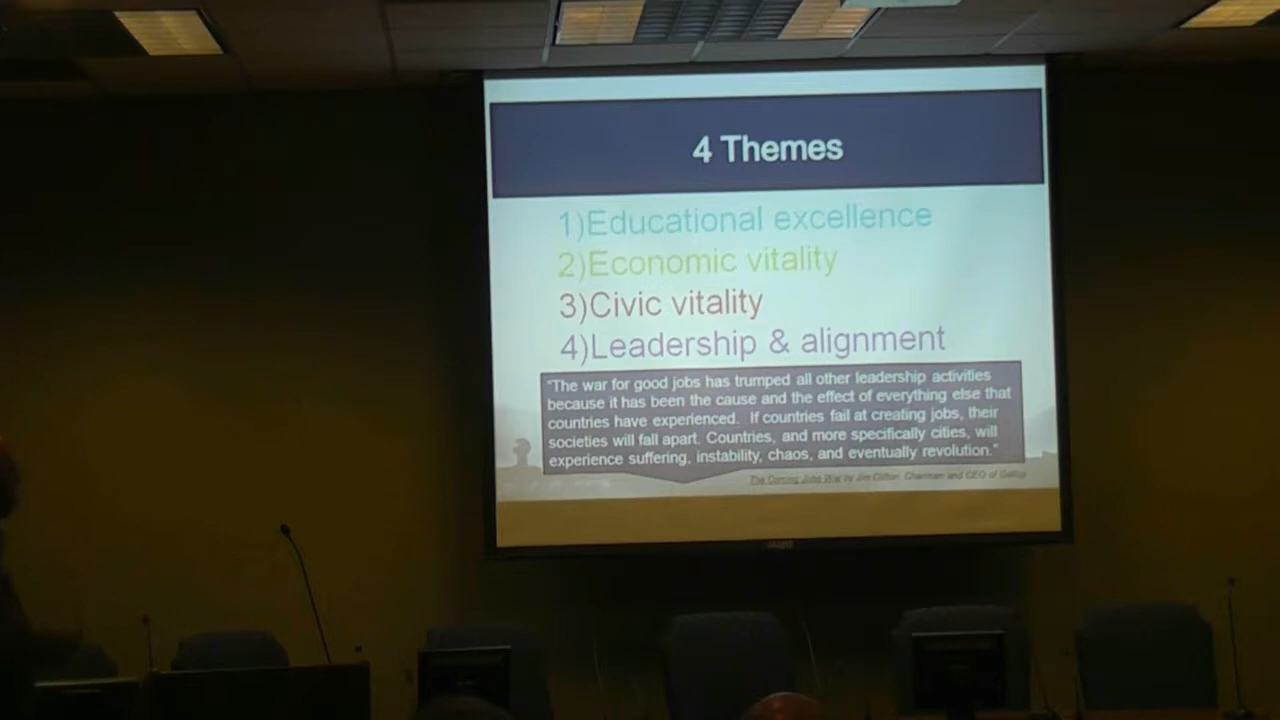 4 Themes
1)Educational excellence
2)Economic vitality
3)Civic vitality
4)Leadership & alignment
"The war for good jobs has trumped all other leadership activities
because it has been the cause and the effect of everything else that
countries have experienced. If countries fail at creating jobs, their
societies will fall apart. Countries, and more specifically cities, will
experience suffering, instability, chaos, and eventually revolution."
The Coming Jobs War by Jim Clifton, Chairman and CEO of Gallup